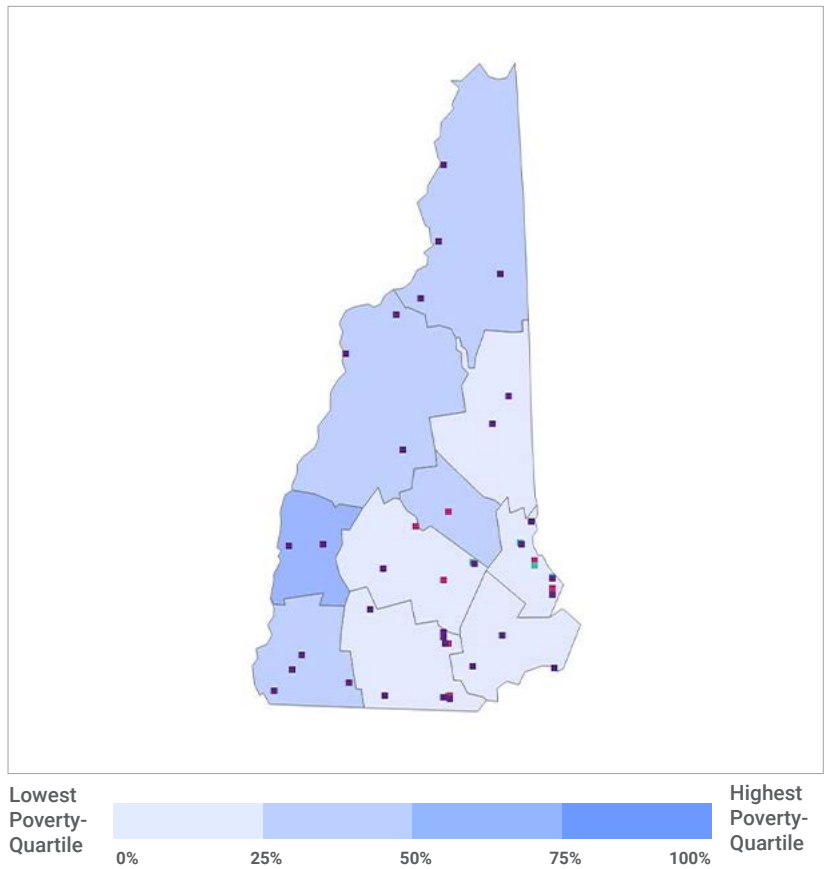 Lowest
Poverty-
Quartile
0%
25%
50%
75%
100%
Highest
Poverty-
Quartile